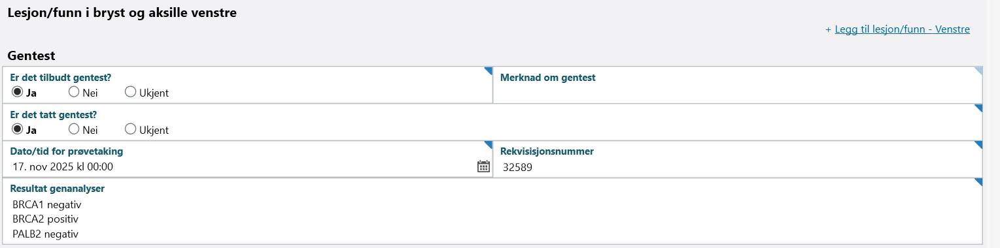 Lesjon/funn i bryst og aksille venstre
+ Legg til lesjon/funn - Venstre
Gentest
Er det tilbudt gentest?
Ja Nei Ukjent
Merknad om gentest
Er det tatt gentest?
Ja Nei Ukjent
Dato/tid for prøvetaking
17. nov 2025 kl 00:00
Rekvisisjonsnummer
32589
Resultat genanalyser
BRCA1 negativ
BRCA2 positiv
PALB2 negativ